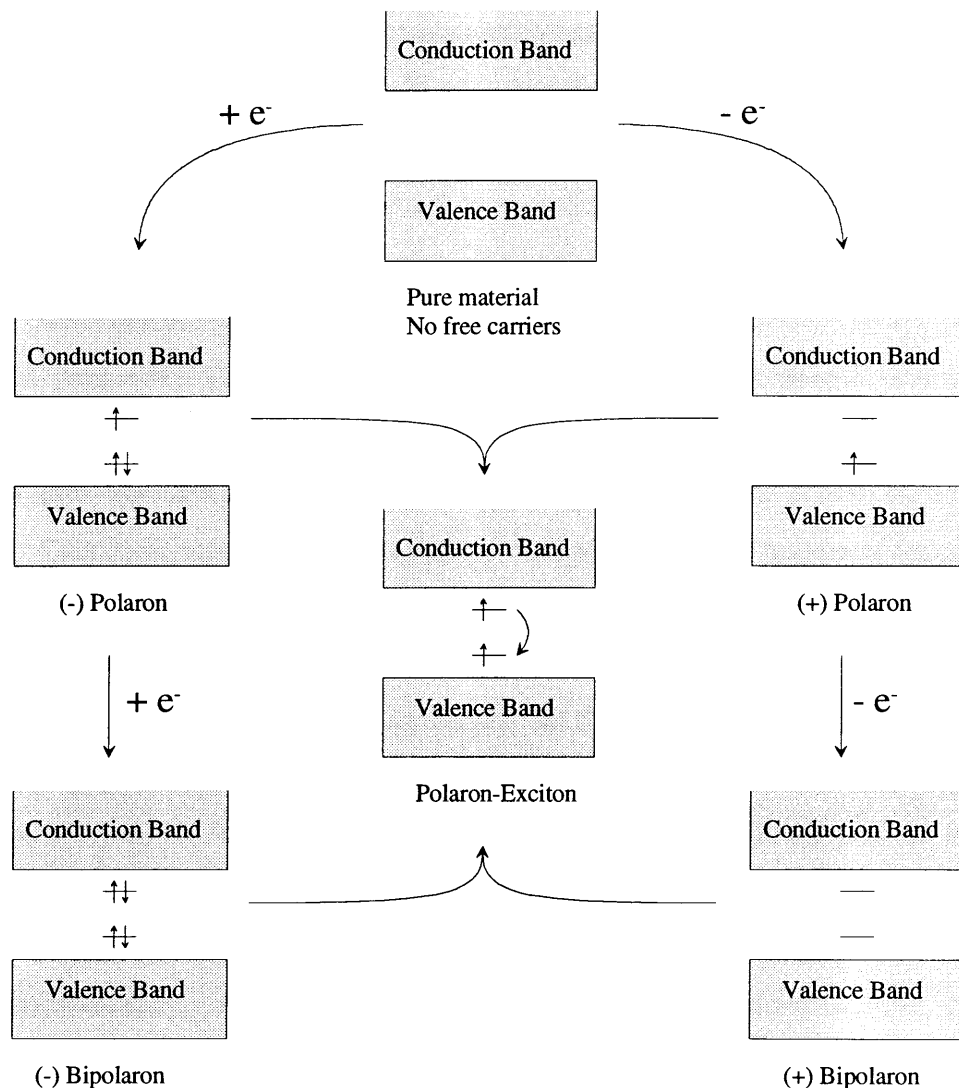 Conduction Band
+ e-
- e-
Valence Band
Pure material
No free carriers
Conduction Band
Conduction Band
Valence Band
Conduction Band
Valence Band
(-) Polaron
(+) Polaron
+ e-
Valence Band
- e-
Polaron-Exciton
Conduction Band
Conduction Band
Valence Band
Valence Band
(-) Bipolaron
(+) Bipolaron